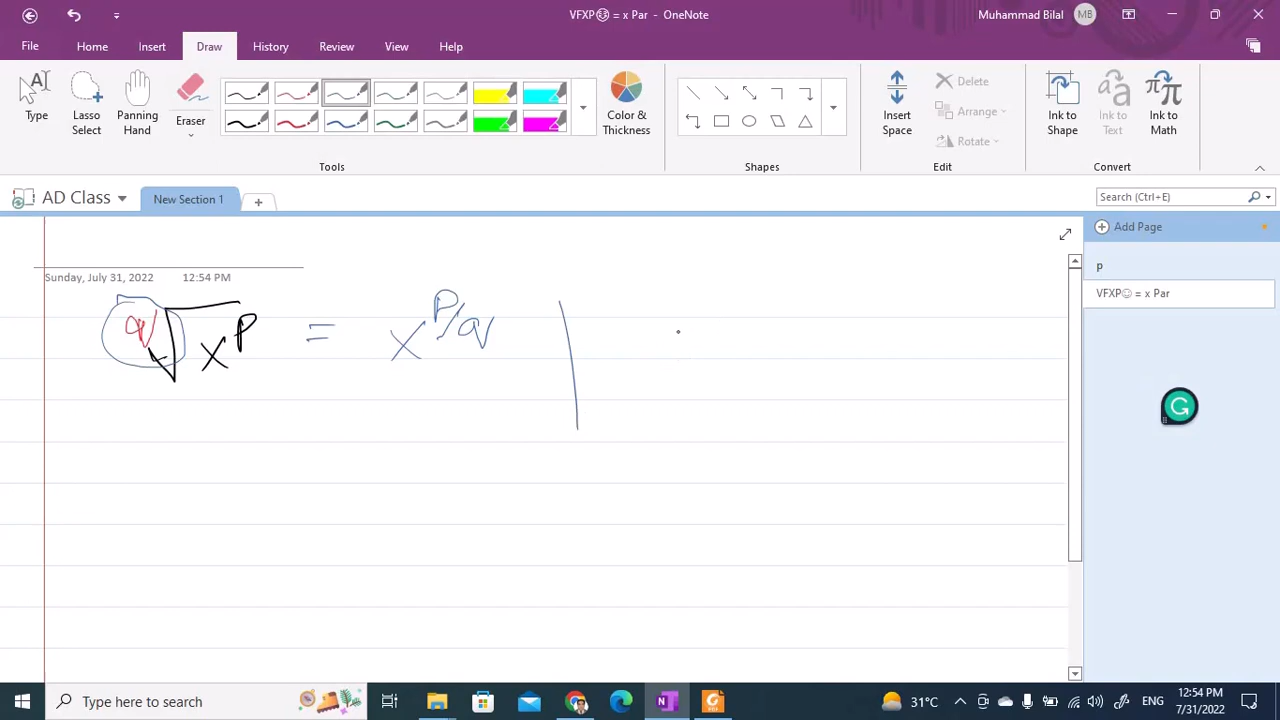 VFXP☺ = x Par - OneNote
Muhammad Bilal MB
File Home Insert Draw History Review View Help
Type
Lasso Select
Panning Hand
Eraser
Color & Thickness
Insert Space
Delete
Arrange
Rotate
Ink to Shape
Ink to Text
Ink to Math
Tools Shapes Edit Convert
AD Class New Section 1 Search (Ctrl+E)
Add Page
p
VFXP☺ = x Par
Sunday, July 31, 2022 12:54 PM
q√x^P = x^P/q
Type here to search
31°C ENG 12:54 PM
7/31/2022